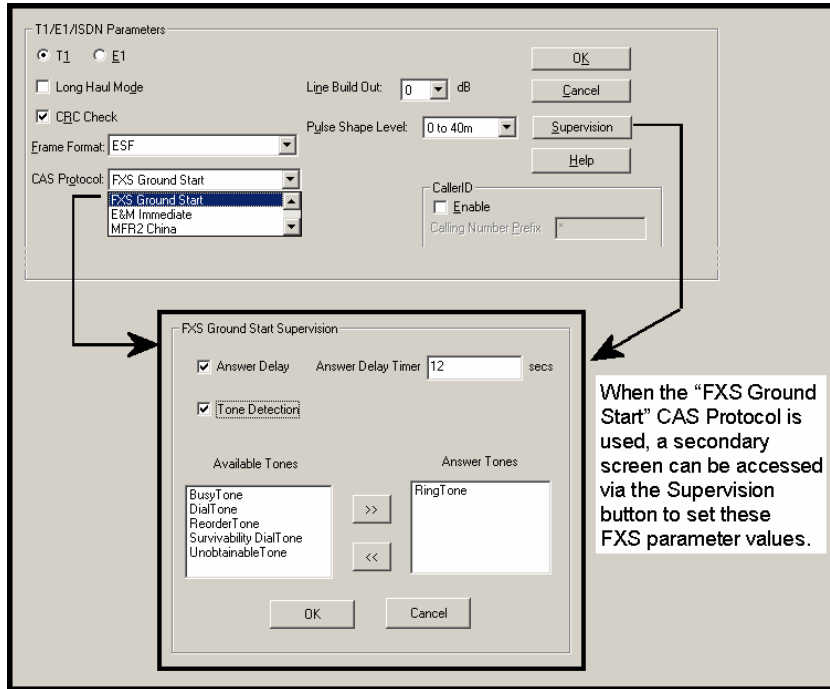 T1/E1/ISDN Parameters
T1
E1
OK
Long Haul Mode
Line Build Out:
0
dB
Cancel
CRC Check
Pulse Shape Level:
0 to 40m
Supervision
Frame Format:
ESF
Help
CAS Protocol:
FXS Ground Start
FXS Ground Start
E&M Immediate
MFR2 China
CallerID
Enable
Calling Number Prefix
*
FXS Ground Start Supervision
Answer Delay
Answer Delay Timer
12
secs
Tone Detection
Available Tones
Answer Tones
BusyTone
DialTone
ReorderTone
Survivability DialTone
UnobtainableTone
>>
<<
RingTone
OK
Cancel
When the “FXS Ground
Start” CAS Protocol is
used, a secondary
screen can be accessed
via the Supervision
button to set these
FXS parameter values.